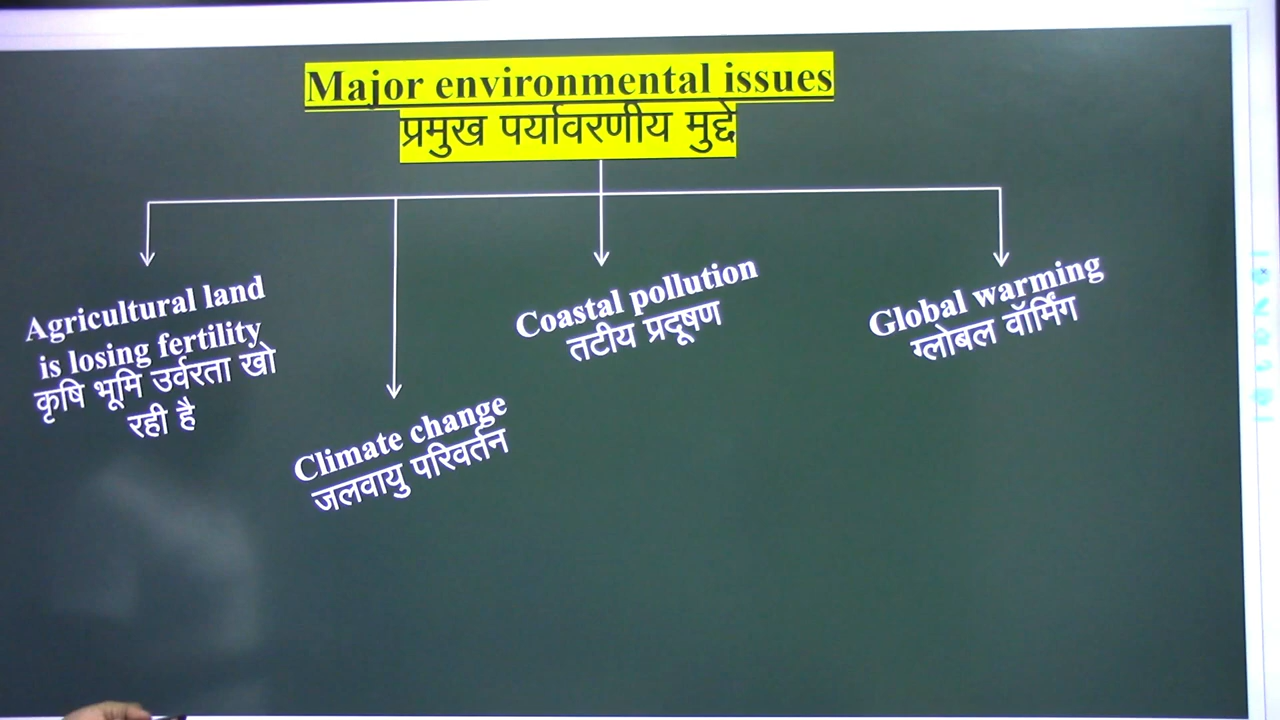 Major environmental issues
प्रमुख पर्यावरणीय मुद्दे
Agricultural land
is losing fertility
कृषि भूमि उर्वरता खो
रही है
Climate change
जलवायु परिवर्तन
Coastal pollution
तटीय प्रदूषण
Global warming
ग्लोबल वॉर्मिंग